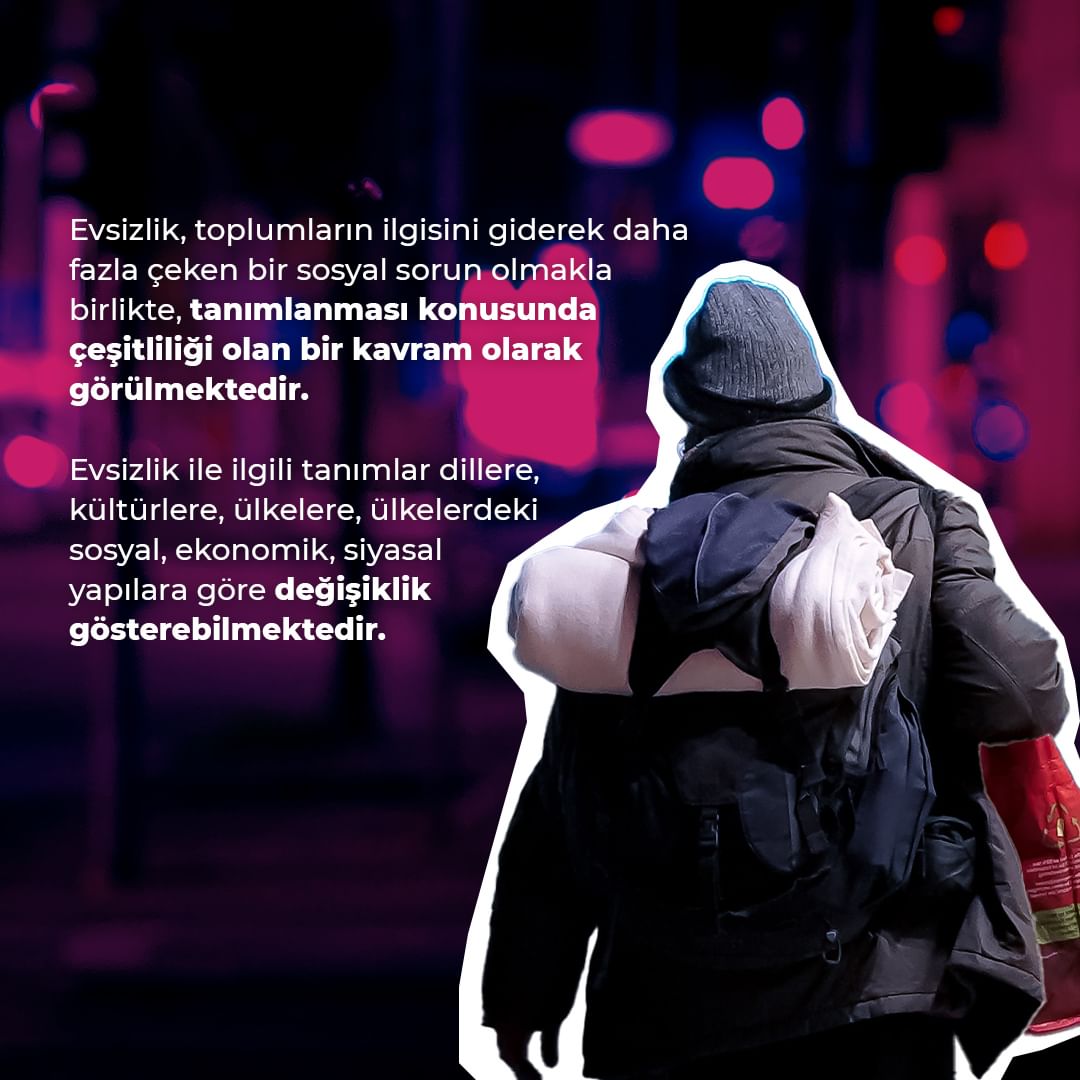 Evsizlik, toplumların ilgisini giderek daha
fazla çeken bir sosyal sorun olmakla
birlikte, tanımlanması konusunda
çeşitliliği olan bir kavram olarak
görülmektedir.
Evsizlik ile ilgili tanımlar dillere,
kültürlere, ülkelere, ülkelerdeki
sosyal, ekonomik, siyasal
yapılara göre değişiklik
gösterebilmektedir.